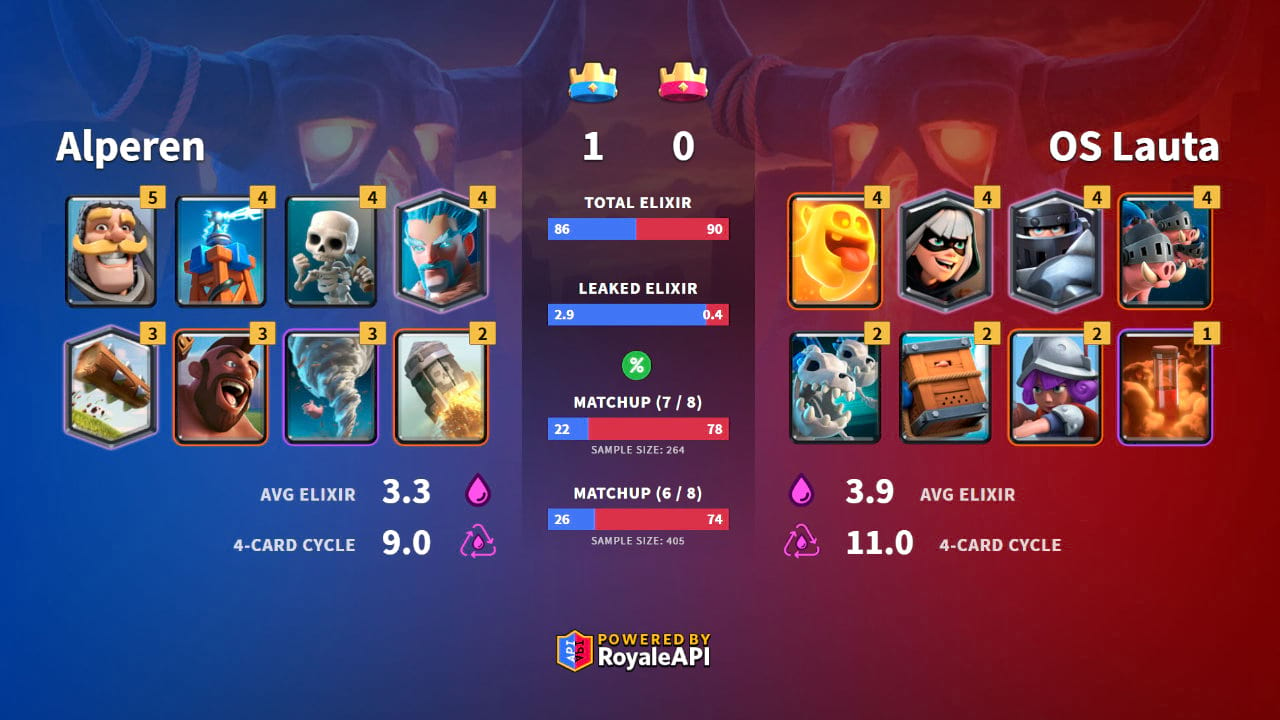 1 0
Alperen
OS Lauta
5 4 4 4
3 3 3 2
4 4 4 4
2 2 2 1
TOTAL ELIXIR
86 90
LEAKED ELIXIR
2.9 0.4
%
MATCHUP (7 / 8)
22 78
SAMPLE SIZE: 264
MATCHUP (6 / 8)
26 74
SAMPLE SIZE: 405
AVG ELIXIR 3.3
4-CARD CYCLE 9.0
3.9 AVG ELIXIR
11.0 4-CARD CYCLE
API API
POWERED BY
RoyaleAPI